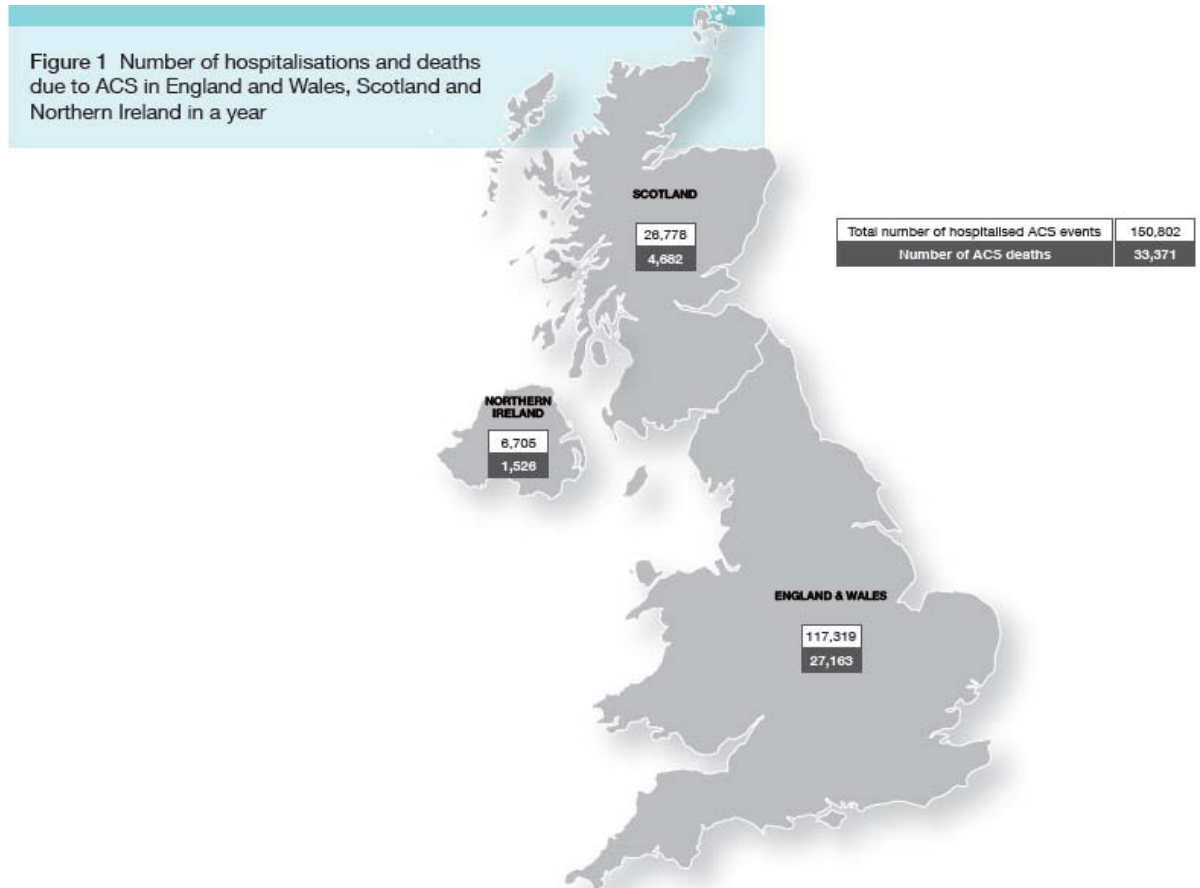 Figure 1 Number of hospitalisations and deaths
due to ACS in England and Wales, Scotland and
Northern Ireland in a year
SCOTLAND
26,778
4,682
Total number of hospitalised ACS events 150,802
Number of ACS deaths 33,371
NORTHERN
IRELAND
6,705
1,526
ENGLAND & WALES
117,319
27,163